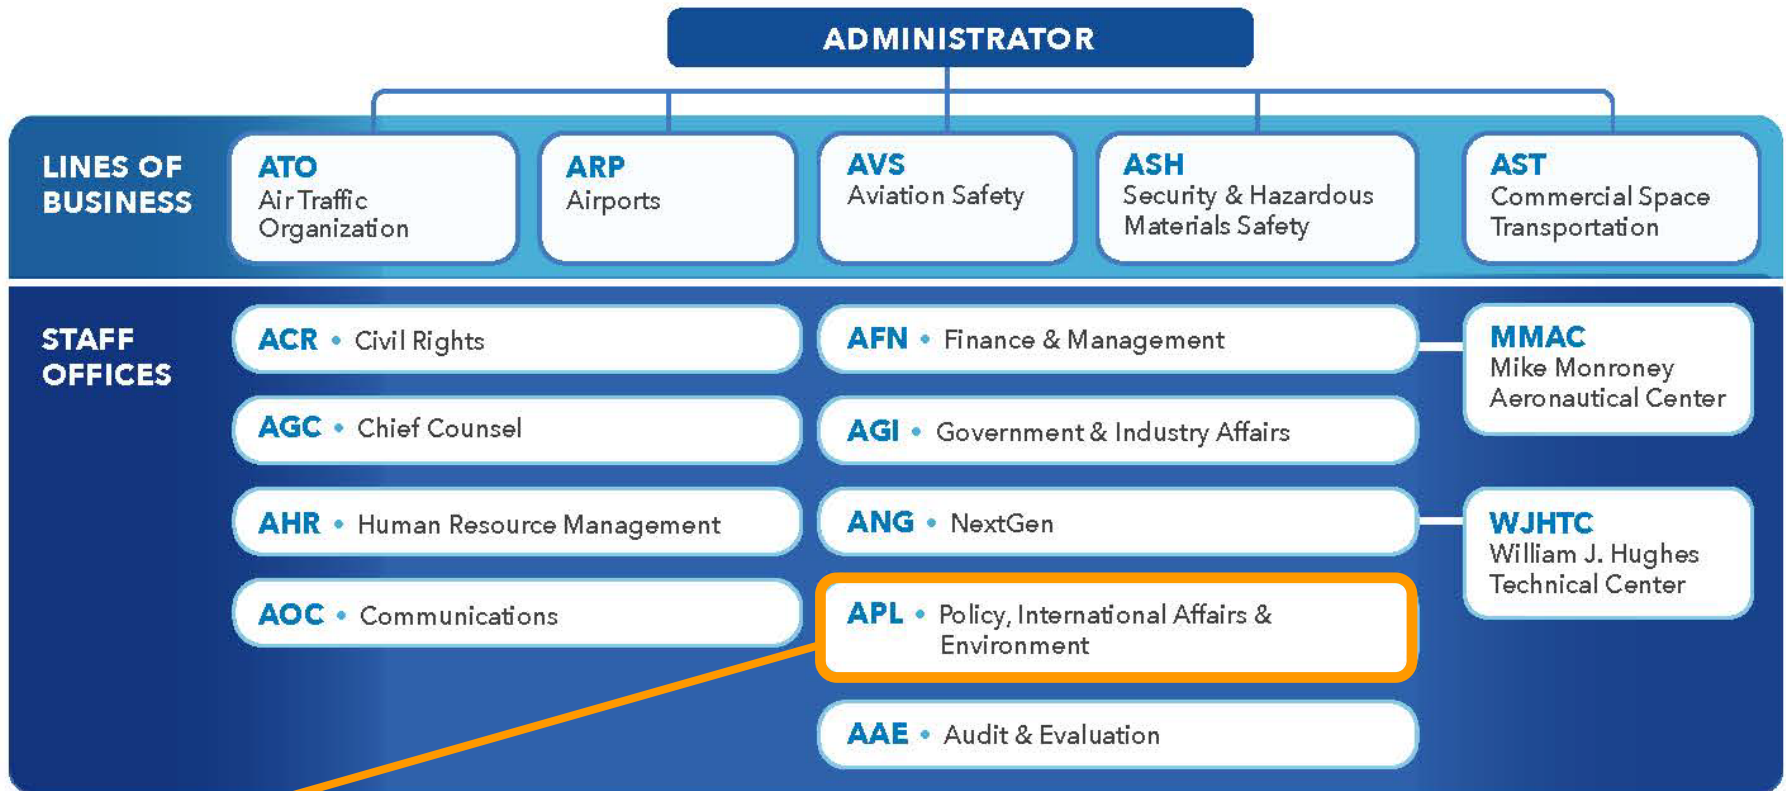 ADMINISTRATOR
LINES OF
BUSINESS
ATO
Air Traffic
Organization
ARP
Airports
AVS
Aviation Safety
ASH
Security & Hazardous
Materials Safety
AST
Commercial Space
Transportation
STAFF
OFFICES
ACR • Civil Rights
AGC • Chief Counsel
AHR • Human Resource Management
AOC • Communications
AFN • Finance & Management
AGI • Government & Industry Affairs
ANG • NextGen
APL • Policy, International Affairs &
Environment
AAE • Audit & Evaluation
MMAC
Mike Monroney
Aeronautical Center
WJHTC
William J. Hughes
Technical Center